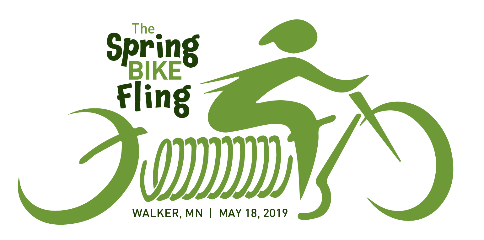 The
Spring
BIKE
Fling
WALKER, MN | MAY 18, 2019